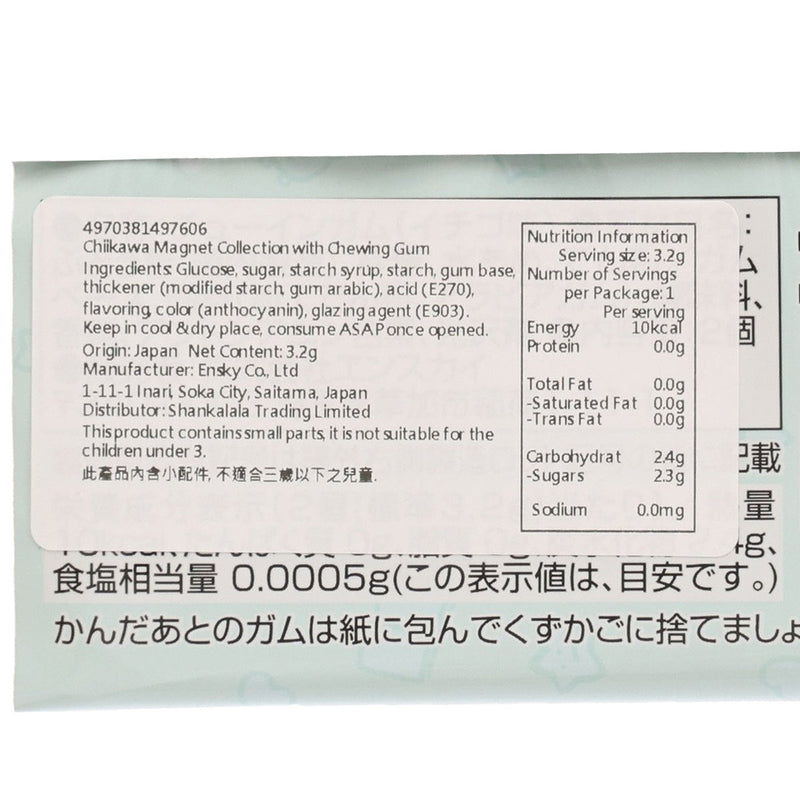 4970381497606
Chiikawa Magnet Collection with Chewing Gum
Ingredients: Glucose, sugar, starch syrup, starch, gum base,
thickener (modified starch, gum arabic), acid (E270),
flavoring, color (anthocyanin), glazing agent (E903).
Keep in cool & dry place, consume ASAP once opened.
Origin: Japan Net Content: 3.2g
Manufacturer: Ensky Co., Ltd
1-11-1 Inari, Soka City, Saitama, Japan
Distributor: Shankalala Trading Limited
This product contains small parts, it is not suitable for the
children under 3.
此產品內含小配件, 不適合三歲以下之兒童.
Nutrition Information
Serving size: 3.2g
Number of Servings
per Package: 1
Per serving
Energy 10kcal
Protein 0.0g
Total Fat 0.0g
-Saturated Fat 0.0g
-Trans Fat 0.0g
Carbohydrat 2.4g
-Sugars 2.3g
Sodium 0.0mg
:
ム
料、
個
記載
量
4g、
食塩相当量 0.0005g(この表示値は、目安です。)
かんだあとのガムは紙に包んでくずかごに捨てましょ